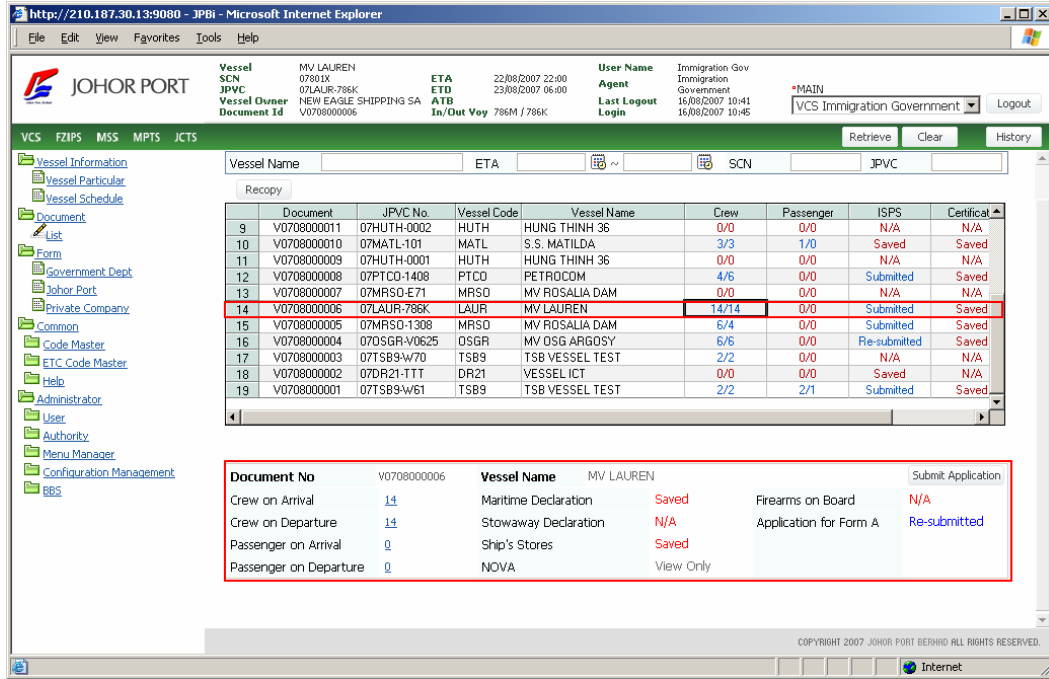 http://210.187.30.13:9080 - JPBi - Microsoft Internet Explorer
File Edit View Favorites Tools Help
JOHOR PORT
Vessel MV LAUREN User Name Immigration Gov
SCN 07801X ETA 22/08/2007 22:00 Agent Immigration Government
JPVC 07LAUR-786K ETD 23/08/2007 06:00
Vessel Owner NEW EAGLE SHIPPING SA ATB Last Logout 16/08/2007 10:41
Document Id V0708000006 In/Out Voy 786M / 786K Login 16/08/2007 10:45
*MAIN
VCS Immigration Government Logout
VCS FZIPS MSS MPTS JCTS Retrieve Clear History
Vessel Information
Vessel Particular
Vessel Schedule
Document
List
Form
Government Dept
Johor Port
Private Company
Common
Code Master
ETC Code Master
Help
Administrator
User
Authority
Menu Manager
Configuration Management
BBS
Vessel Name ETA ~ SCN JPVC
Recopy
Document JPVC No. Vessel Code Vessel Name Crew Passenger ISPS Certificat
9 V0708000011 07HUTH-0002 HUTH HUNG THINH 36 0/0 0/0 N/A N/A
10 V0708000010 07MATL-101 MATL S.S. MATILDA 3/3 1/0 Saved Saved
11 V0708000009 07HUTH-0001 HUTH HUNG THINH 36 0/0 0/0 N/A N/A
12 V0708000008 07PTCO-1408 PTCO PETROCOM 4/6 0/0 Submitted Saved
13 V0708000007 07MRSO-E71 MRSO MV ROSALIA DAM 0/0 0/0 N/A N/A
14 V0708000006 07LAUR-786K LAUR MV LAUREN 14/14 0/0 Submitted Saved
15 V0708000005 07MRSO-1308 MRSO MV ROSALIA DAM 6/4 0/0 Submitted Saved
16 V0708000004 07OSGR-V0625 OSGR MV OSG ARGOSY 6/6 0/0 Re-submitted Saved
17 V0708000003 07TSB9-W70 TSB9 TSB VESSEL TEST 2/2 0/0 N/A N/A
18 V0708000002 07DR21-TTT DR21 VESSEL ICT 0/0 0/0 Saved N/A
19 V0708000001 07TSB9-W61 TSB9 TSB VESSEL TEST 2/2 2/1 Submitted Saved
Document No V0708000006 Vessel Name MV LAUREN Submit Application
Crew on Arrival 14 Maritime Declaration Saved Firearms on Board N/A
Crew on Departure 14 Stowaway Declaration N/A Application for Form A Re-submitted
Passenger on Arrival 0 Ship's Stores Saved
Passenger on Departure 0 NOVA View Only
COPYRIGHT 2007 JOHOR PORT BERHAD ALL RIGHTS RESERVED.
Internet